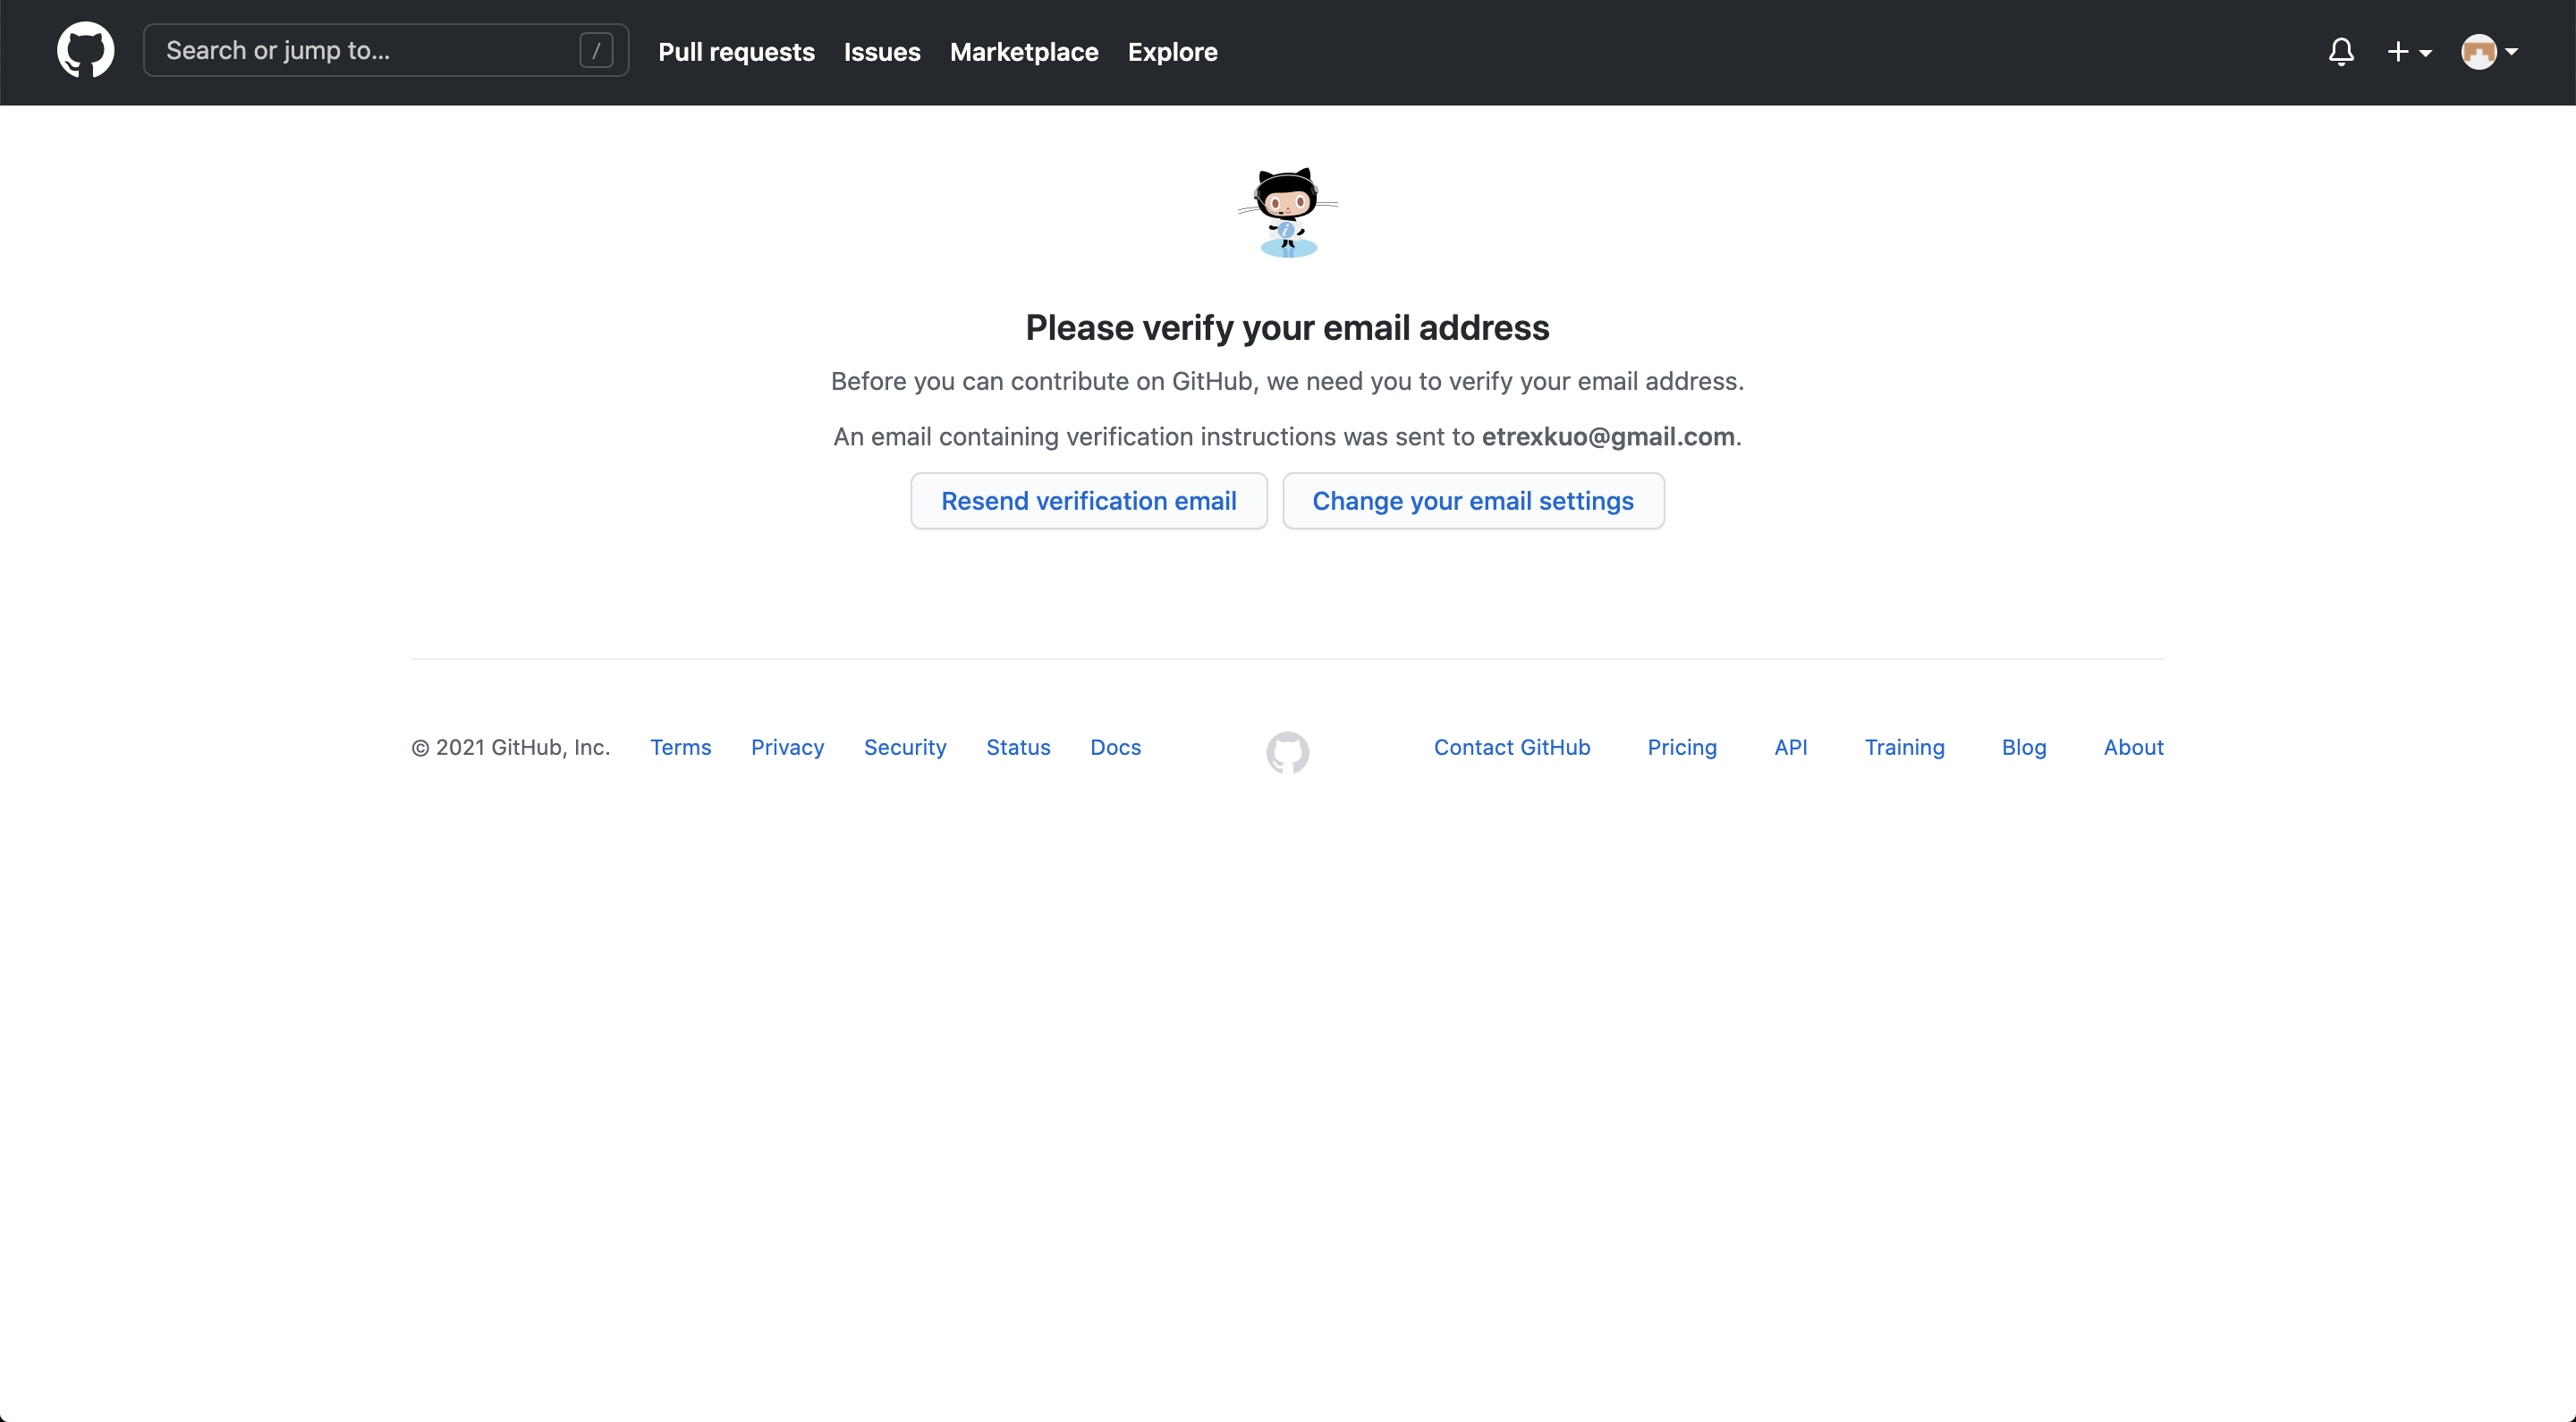 Search or jump to... /
Pull requests
Issues
Marketplace
Explore
Please verify your email address
Before you can contribute on GitHub, we need you to verify your email address.
An email containing verification instructions was sent to etrexkuo@gmail.com.
Resend verification email
Change your email settings
© 2021 GitHub, Inc.
Terms
Privacy
Security
Status
Docs
Contact GitHub
Pricing
API
Training
Blog
About